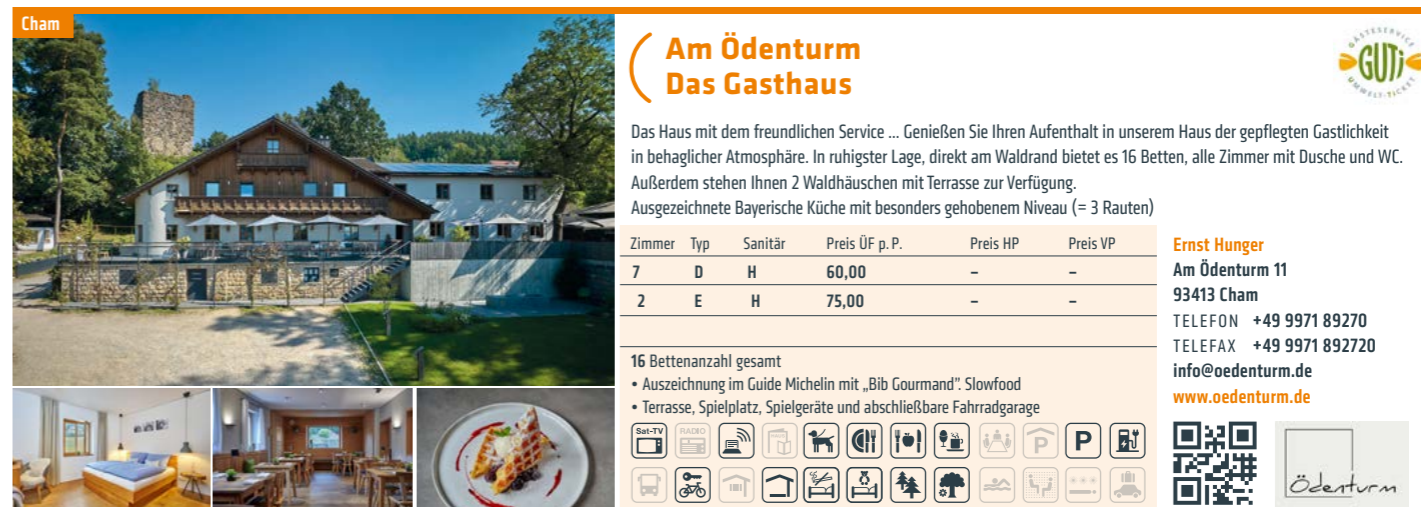 Cham
Am Ödenturm
Das Gasthaus
GÄSTESERVICE
GUTi
UMWELT-TICKET
Das Haus mit dem freundlichen Service ... Genießen Sie Ihren Aufenthalt in unserem Haus der gepflegten Gastlichkeit
in behaglicher Atmosphäre. In ruhigster Lage, direkt am Waldrand bietet es 16 Betten, alle Zimmer mit Dusche und WC.
Außerdem stehen Ihnen 2 Waldhäuschen mit Terrasse zur Verfügung.
Ausgezeichnete Bayerische Küche mit besonders gehobenem Niveau (= 3 Rauten)
Zimmer Typ Sanitär Preis ÜF p. P. Preis HP Preis VP
7 D H 60,00 – –
2 E H 75,00 – –
16 Bettenanzahl gesamt
• Auszeichnung im Guide Michelin mit „Bib Gourmand". Slowfood
• Terrasse, Spielplatz, Spielgeräte und abschließbare Fahrradgarage
Sat-TV RADIO P P
Ernst Hunger
Am Ödenturm 11
93413 Cham
TELEFON +49 9971 89270
TELEFAX +49 9971 892720
info@oedenturm.de
www.oedenturm.de
Ödenturm